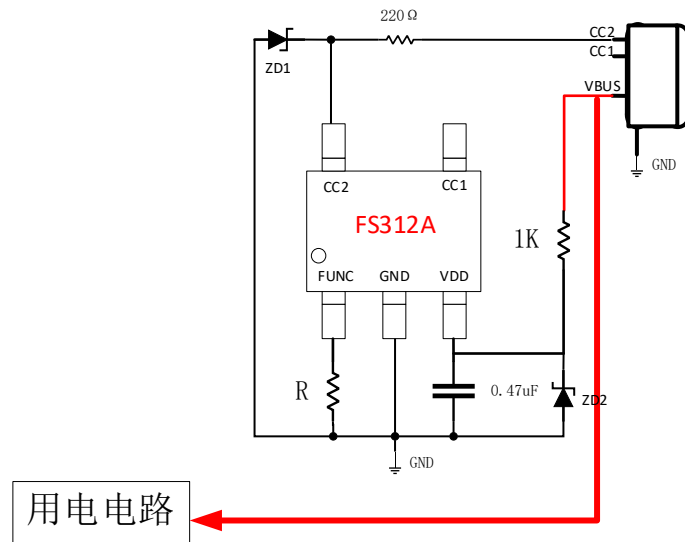 220Ω
CC2
CC1
ZD1
VBUS
GND
CC2
CC1
FS312A
1K
FUNC
GND
VDD
R
0.47uF
ZD2
GND
用电电路